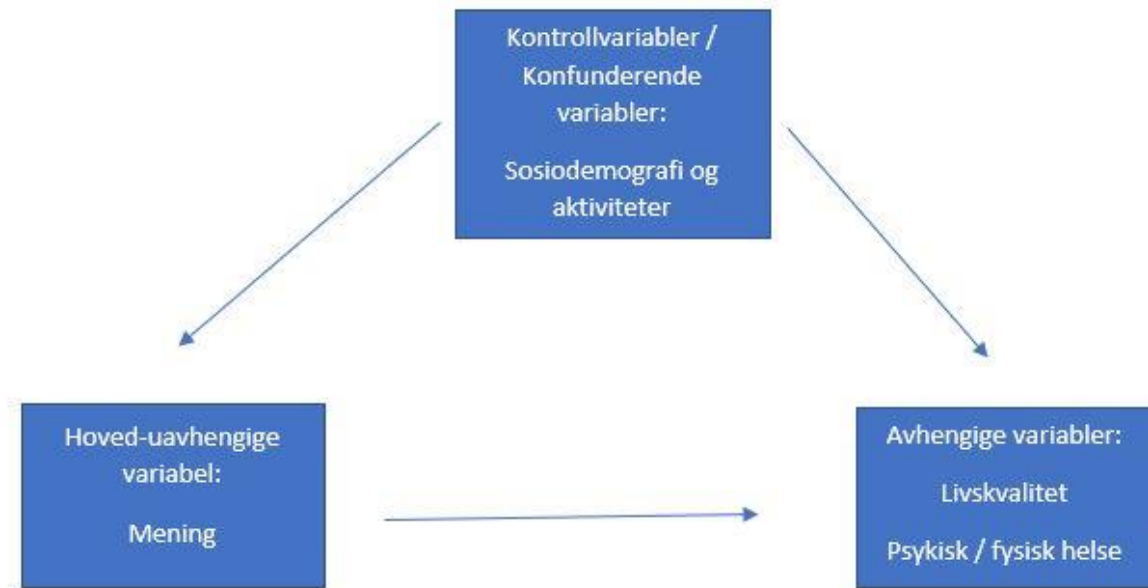 Kontrollvariabler /
Konfunderende
variabler:
Sosiodemografi og
aktiviteter
Hoved-uavhengige
variabel:
Mening
Avhengige variabler:
Livskvalitet
Psykisk / fysisk helse